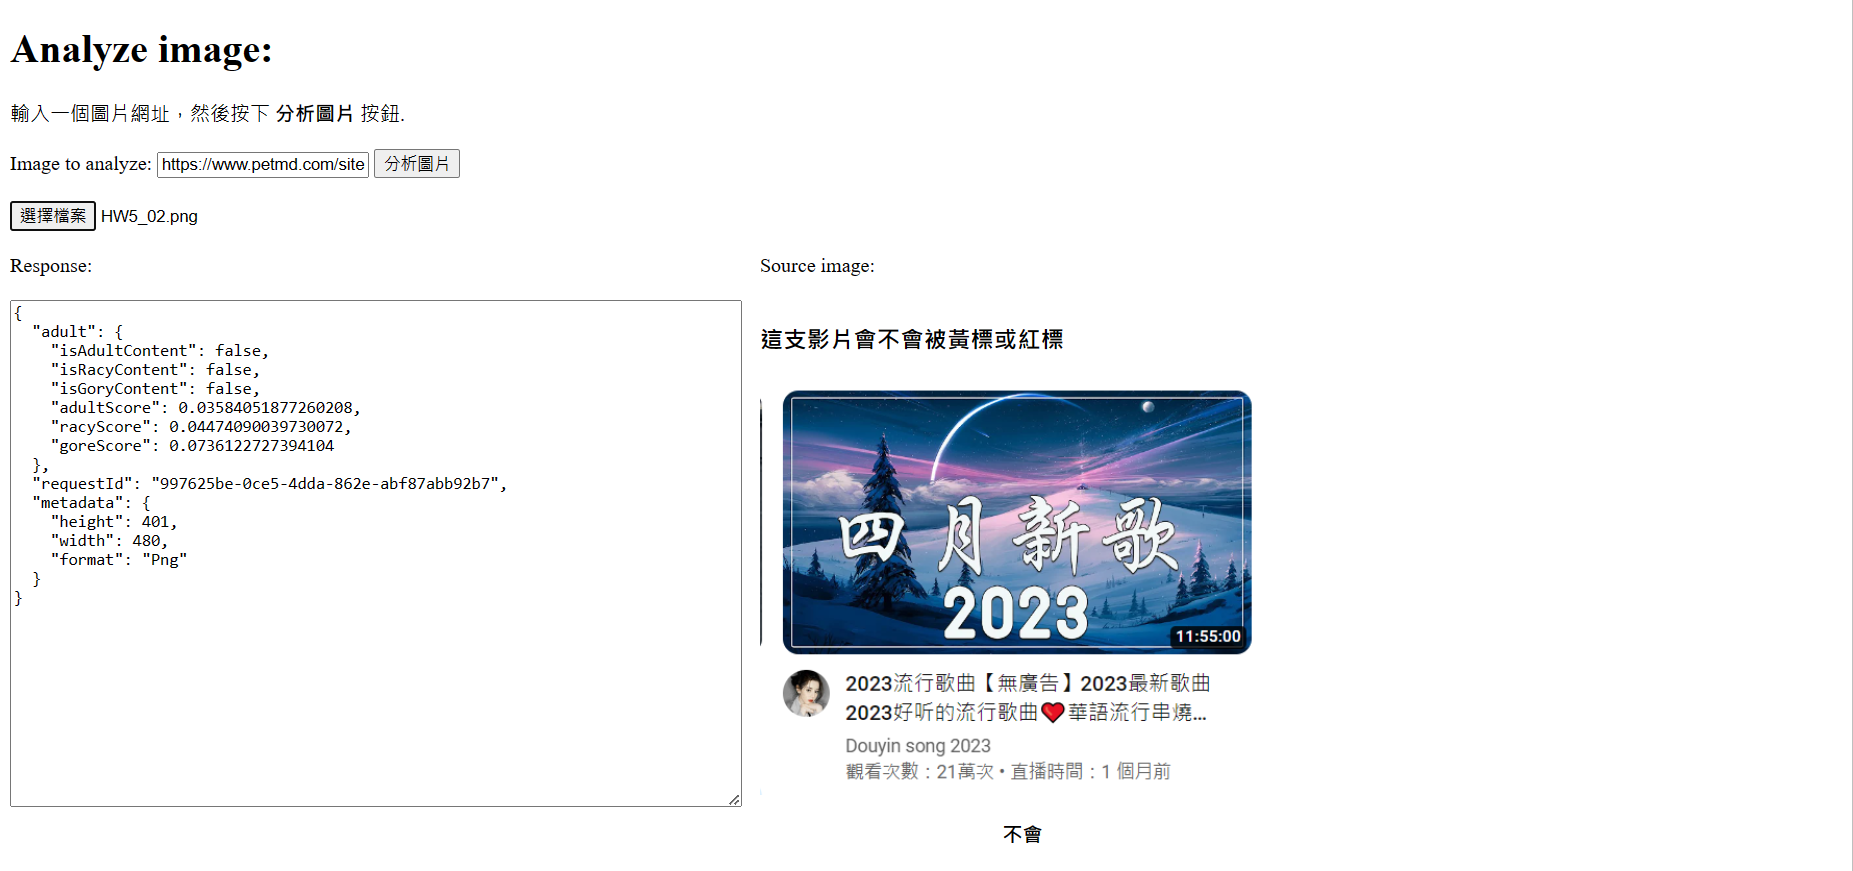 Analyze image:
輸入一個圖片網址，然後按下 分析圖片 按鈕.
Image to analyze: https://www.petmd.com/site 分析圖片
選擇檔案 HW5_02.png
Response:
{
  "adult": {
    "isAdultContent": false,
    "isRacyContent": false,
    "isGoryContent": false,
    "adultScore": 0.03584051877260208,
    "racyScore": 0.04474090039730072,
    "goreScore": 0.0736122727394104
  },
  "requestId": "997625be-0ce5-4dda-862e-abf87abb92b7",
  "metadata": {
    "height": 401,
    "width": 480,
    "format": "Png"
  }
}
Source image:
這支影片會不會被黃標或紅標
四月新歌
2023
11:55:00
2023流行歌曲【無廣告】2023最新歌曲
2023好听的流行歌曲❤️華語流行串燒...
Douyin song 2023
觀看次數：21萬次 • 直播時間：1 個月前
不會